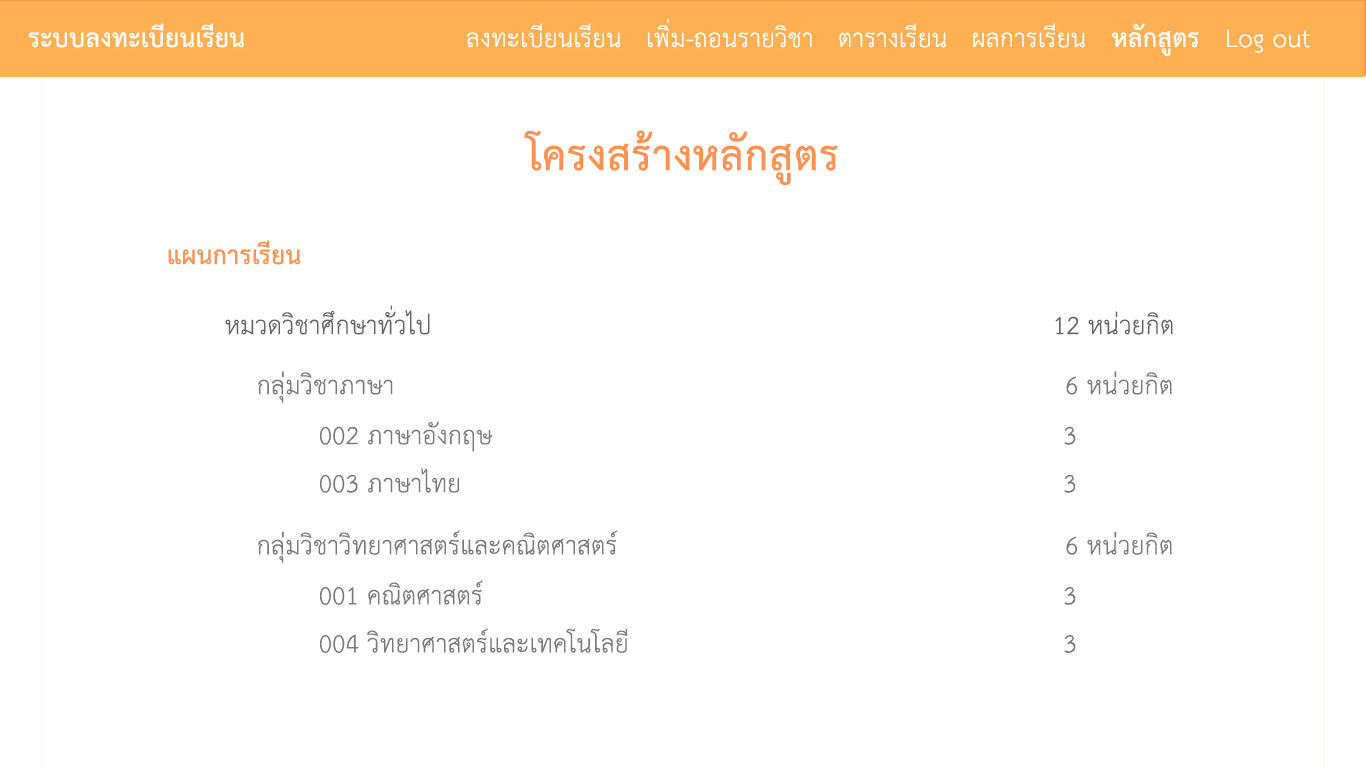 ระบบลงทะเบียนเรียน ลงทะเบียนเรียน เพิ่ม-ถอนรายวิชา ตารางเรียน ผลการเรียน หลักสูตร Log out
โครงสร้างหลักสูตร
แผนการเรียน
หมวดวิชาศึกษาทั่วไป 12 หน่วยกิต
กลุ่มวิชาภาษา 6 หน่วยกิต
002 ภาษาอังกฤษ 3
003 ภาษาไทย 3
กลุ่มวิชาวิทยาศาสตร์และคณิตศาสตร์ 6 หน่วยกิต
001 คณิตศาสตร์ 3
004 วิทยาศาสตร์และเทคโนโลยี 3